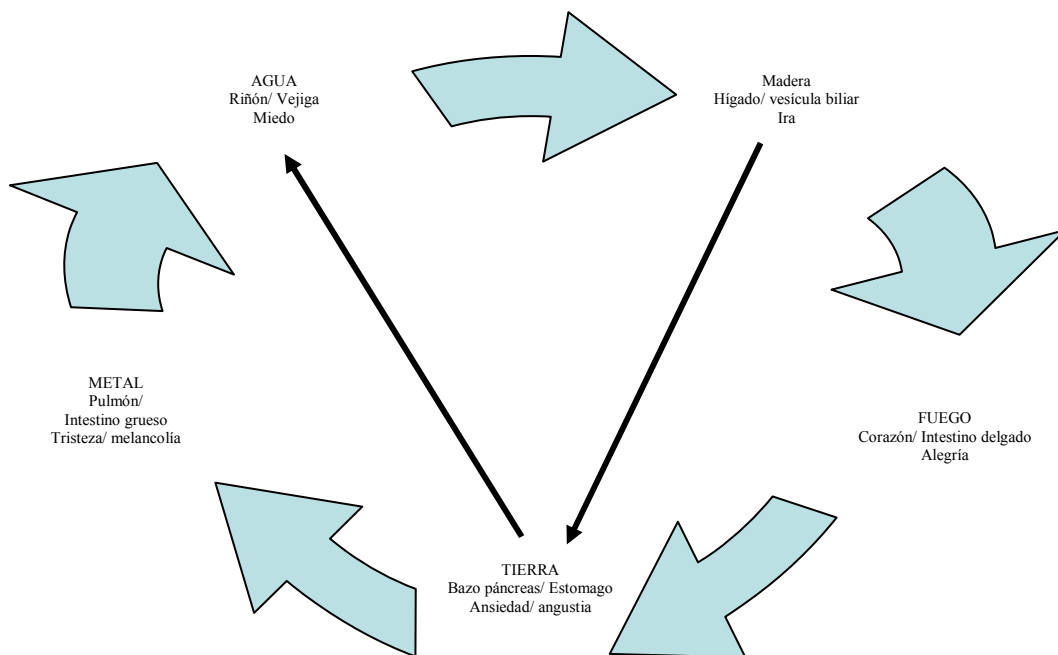 AGUA
Riñón/ Vejiga
Miedo
Madera
Hígado/ vesícula biliar
Ira
METAL
Pulmón/
Intestino grueso
Tristeza/ melancolía
FUEGO
Corazón/ Intestino delgado
Alegría
TIERRA
Bazo páncreas/ Estomago
Ansiedad/ angustia